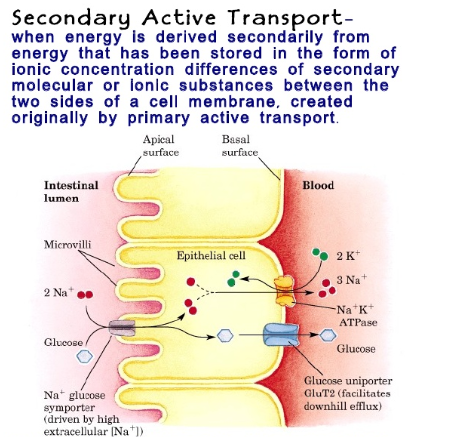 Secondary Active Transport-
when energy is derived secondarily from
energy that has been stored in the form of
ionic concentration differences of secondary
molecular or ionic substances between the
two sides of a cell membrane, created
originally by primary active transport.
Apical
surface
Basal
surface
Intestinal
lumen
Blood
Microvilli
Epithelial cell
2 K⁺
3 Na⁺
2 Na⁺
Na⁺K⁺
ATPase
Glucose
Glucose
Glucose uniporter
GluT2 (facilitates
downhill efflux)
Na⁺ glucose
symporter
(driven by high
extracellular [Na⁺])